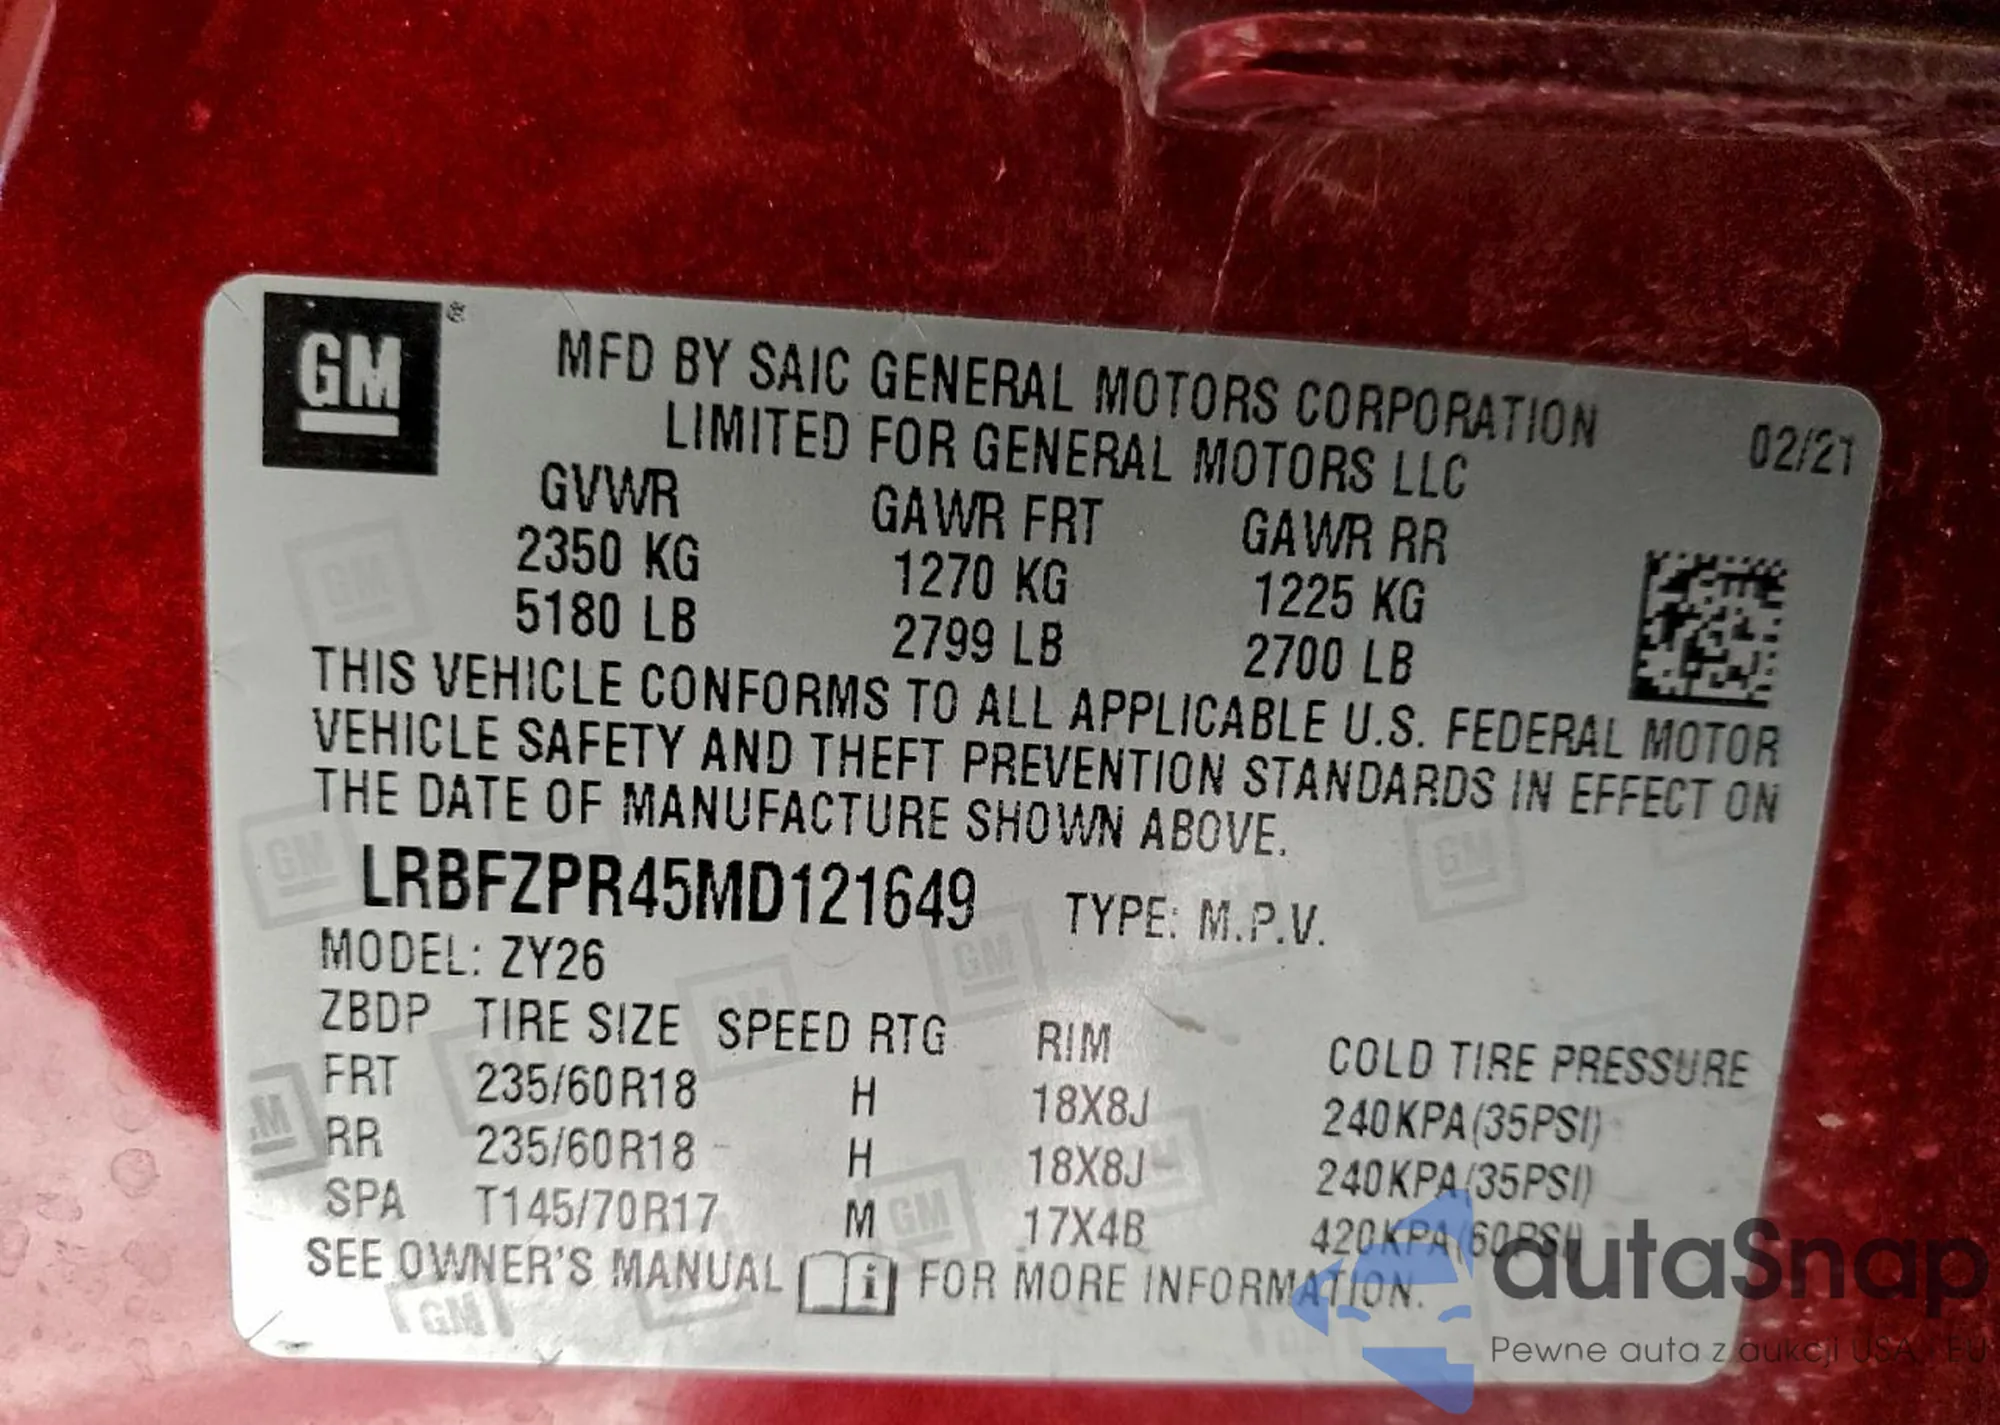 GM
MFD BY SAIC GENERAL MOTORS CORPORATION
LIMITED FOR GENERAL MOTORS LLC
02/21
GVWR GAWR FRT GAWR RR
2350 KG 1270 KG 1225 KG
5180 LB 2799 LB 2700 LB
THIS VEHICLE CONFORMS TO ALL APPLICABLE U.S. FEDERAL MOTOR
VEHICLE SAFETY AND THEFT PREVENTION STANDARDS IN EFFECT ON
THE DATE OF MANUFACTURE SHOWN ABOVE.
LRBFZPR45MD121649 TYPE: M.P.V.
MODEL: ZY26
ZBDP TIRE SIZE SPEED RTG RIM COLD TIRE PRESSURE
FRT 235/60R18 H 18X8J 240KPA(35PSI)
RR 235/60R18 H 18X8J 240KPA(35PSI)
SPA T145/70R17 M 17X4B 420KPA(60PSI)
SEE OWNER'S MANUAL FOR MORE INFORMATION.
autaSnap
Pewne auta z aukcji USA, EU